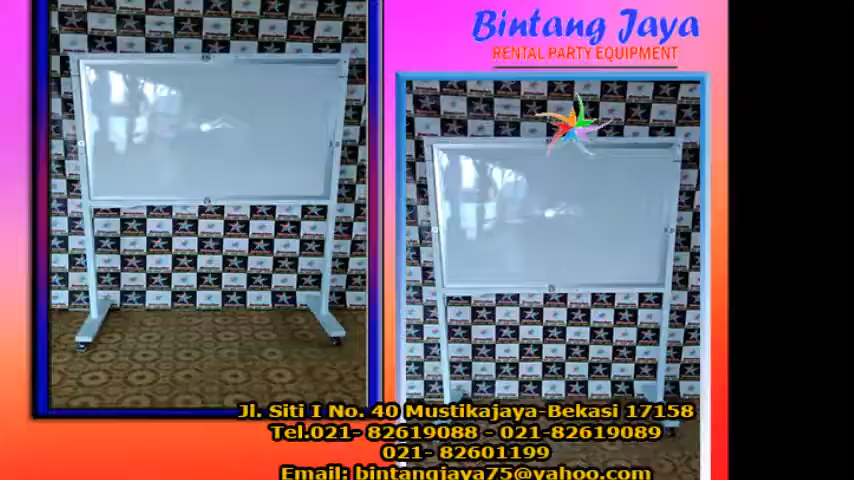 Bintang Jaya
RENTAL PARTY EQUIPMENT
Jl. Siti I No. 40 Mustikajaya-Bekasi 17158
Tel.021- 82619088 - 021-82619089
021- 82601199
Email: bintangjaya75@yahoo.com